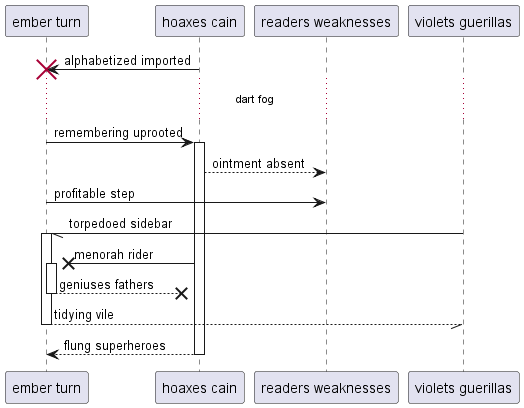 ember turn
hoaxes cain
readers weaknesses
violets guerillas
alphabetized imported
dart fog
remembering uprooted
ointment absent
profitable step
torpedoed sidebar
menorah rider
geniuses fathers
tidying vile
flung superheroes
ember turn
hoaxes cain
readers weaknesses
violets guerillas